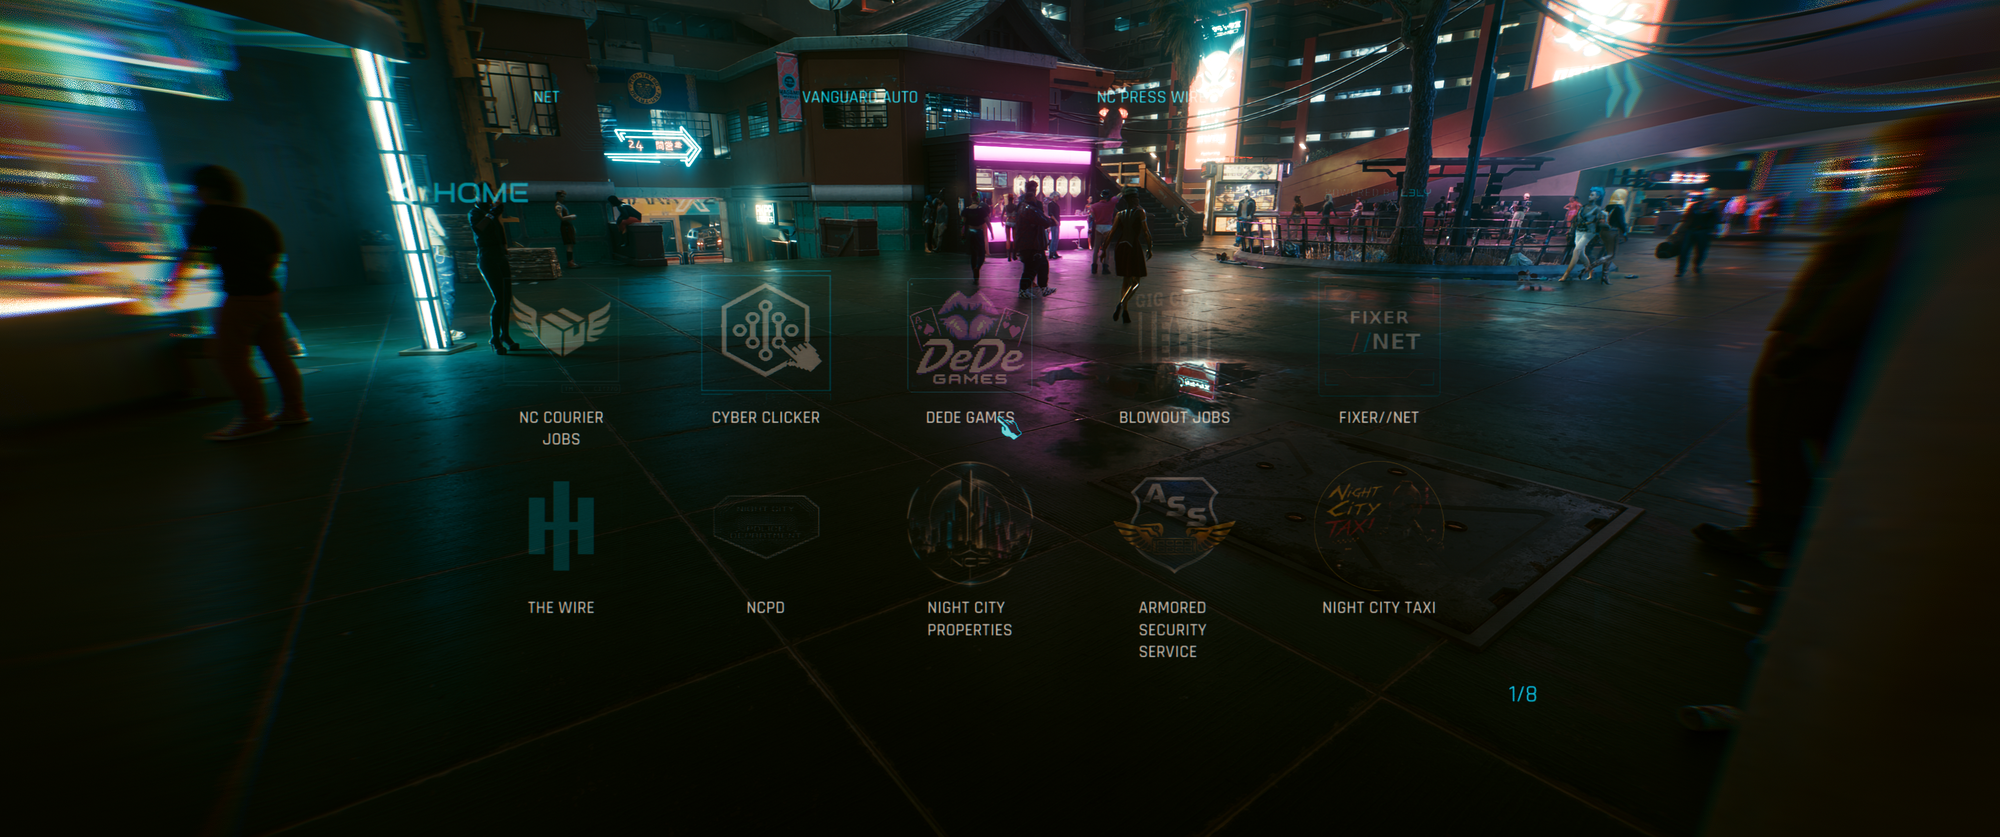 NET
VANGUARD AUTO
NC PRESS WIRE
24
HOME
DeDe
GAMES
FIXER
//NET
NC COURIER
JOBS
CYBER CLICKER
DEDE GAMES
BLOWOUT JOBS
FIXER//NET
ASS
NIGHT
CITY
TAXI
THE WIRE
NCPD
NIGHT CITY
PROPERTIES
ARMORED
SECURITY
SERVICE
NIGHT CITY TAXI
1/8